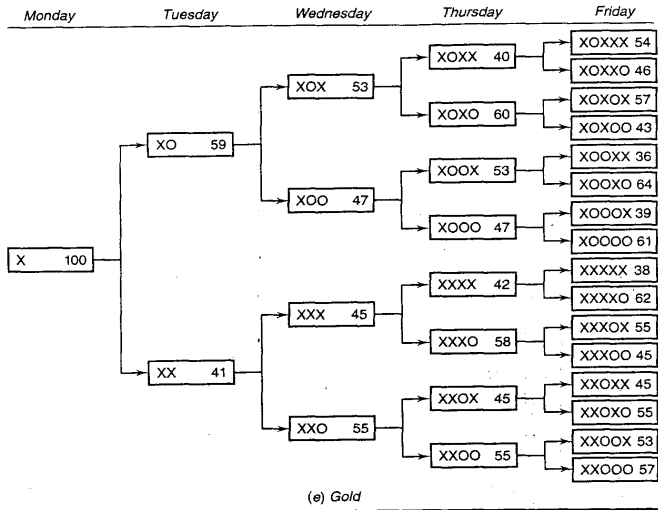 Monday Tuesday Wednesday Thursday Friday
XOXXX 54
XOXX 40
XOXXO 46
XOX 53
XOXOX 57
XOXO 60
XOXOO 43
XO 59
XOOXX 36
XOOX 53
XOOXO 64
XOO 47
XOOOX 39
XOOO 47
XOOOO 61
X 100
XXXXX 38
XXXX 42
XXXXO 62
XXX 45
XXXOX 55
XXXO 58
XXXOO 45
XX 41
XXOXX 45
XXOX 45
XXOXO 55
XXO 55
XXOOX 53
XXOO 55
XXOOO 57
(e) Gold